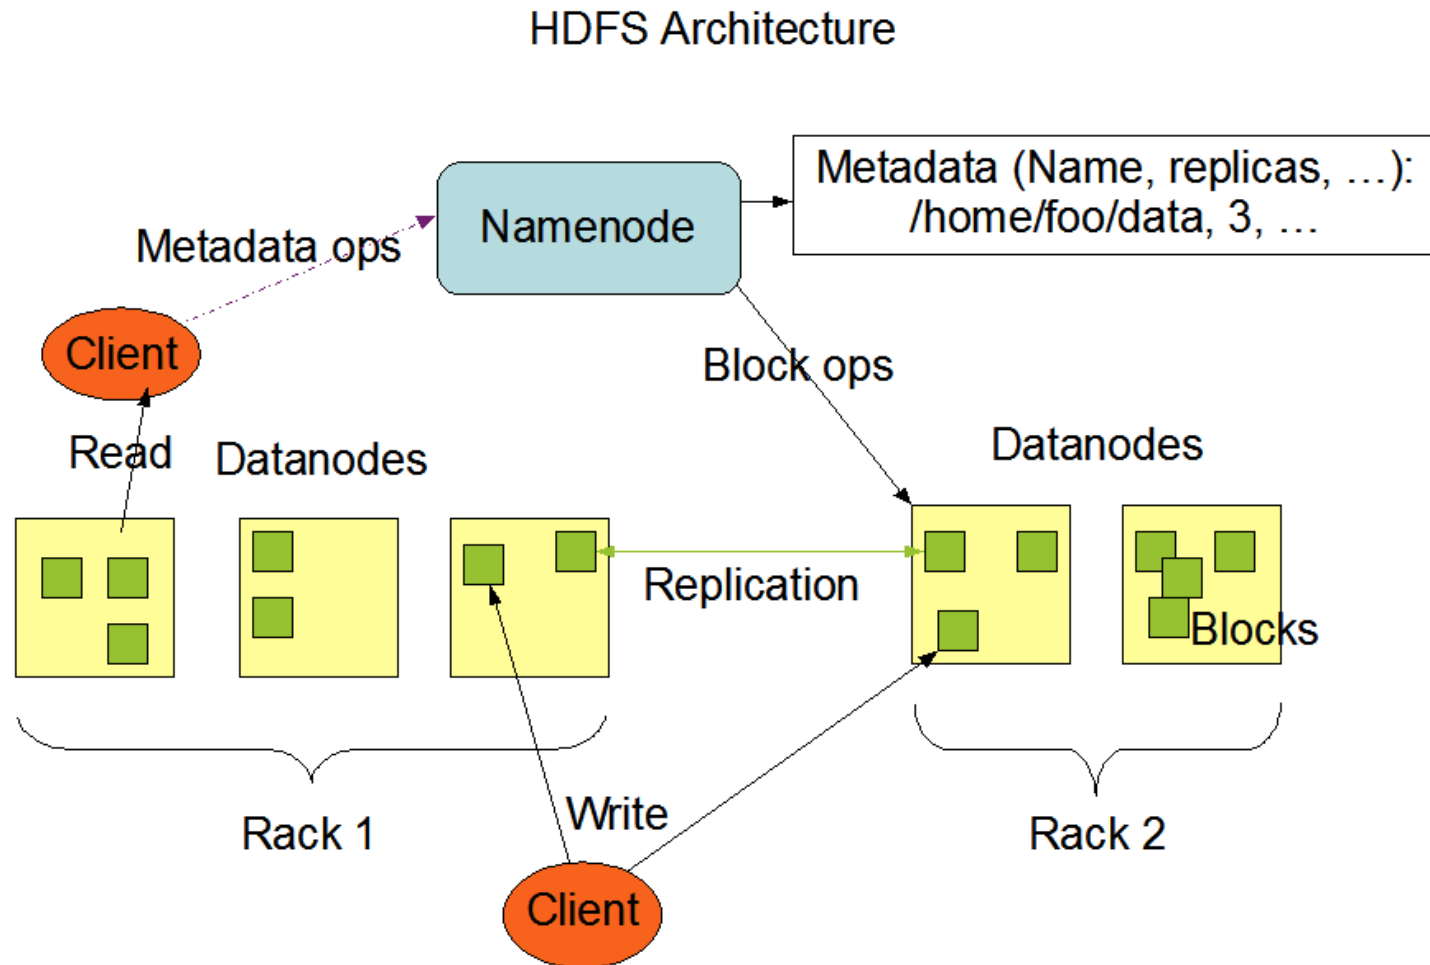 HDFS Architecture
Metadata (Name, replicas, …):
/home/foo/data, 3, …
Namenode
Metadata ops
Client
Block ops
Read
Datanodes
Datanodes
Replication
Blocks
Rack 1
Write
Rack 2
Client